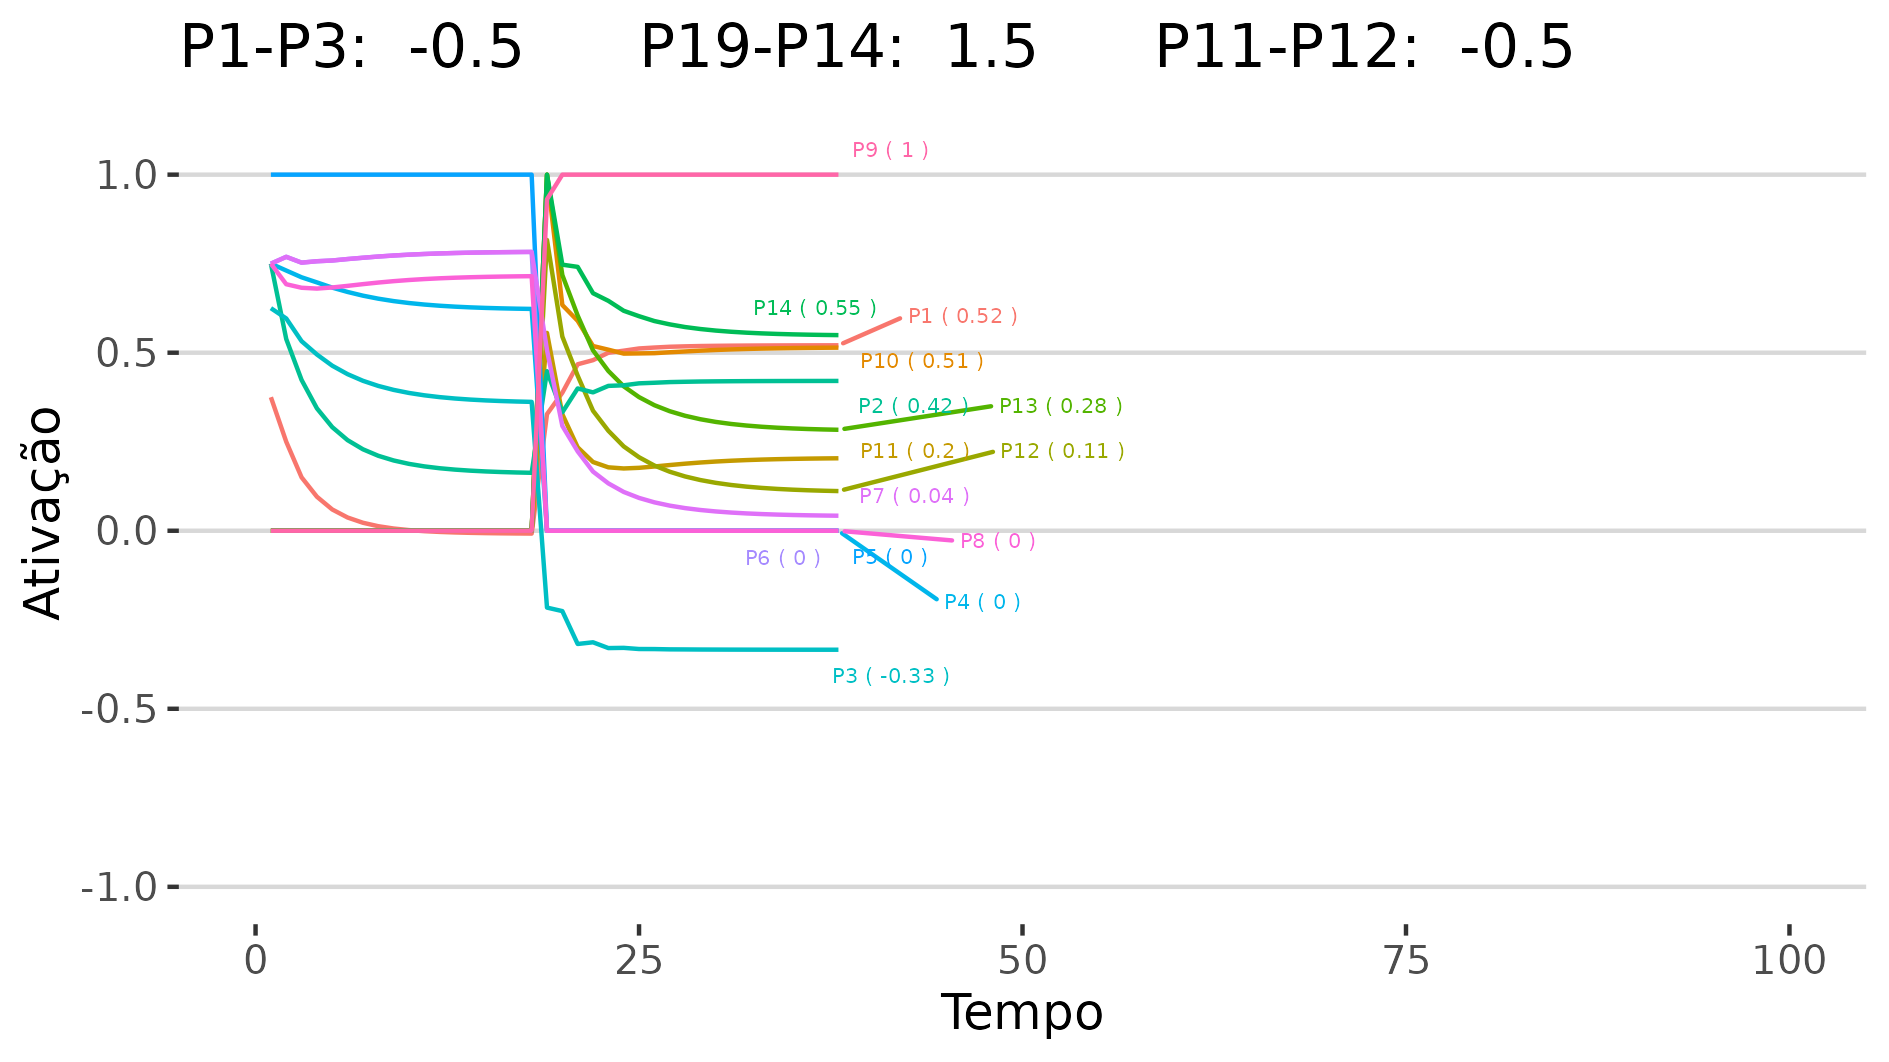 P1-P3: -0.5 P19-P14: 1.5 P11-P12: -0.5
P9 ( 1 )
1.0
P14 ( 0.55 )
P1 ( 0.52 )
0.5
P10 ( 0.51 )
P2 ( 0.42 )
P13 ( 0.28 )
P11 ( 0.2 )
P12 ( 0.11 )
P7 ( 0.04 )
0.0
P8 ( 0 )
P6 ( 0 )
P5 ( 0 )
P4 ( 0 )
P3 ( -0.33 )
-0.5
-1.0
Ativação
0 25 50 75 100
Tempo